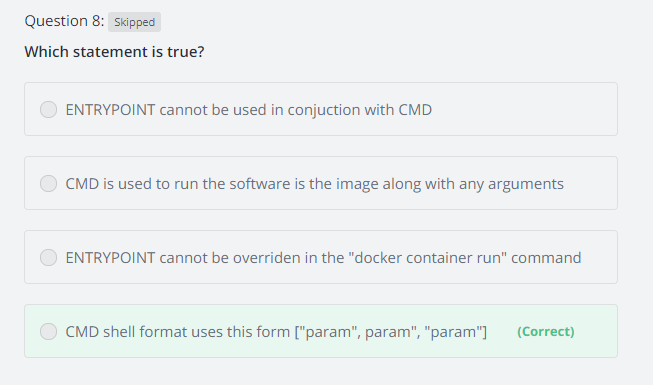 Question 8: Skipped
Which statement is true?
ENTRYPOINT cannot be used in conjuction with CMD
CMD is used to run the software is the image along with any arguments
ENTRYPOINT cannot be overriden in the "docker container run" command
CMD shell format uses this form ["param", param", "param"] (Correct)